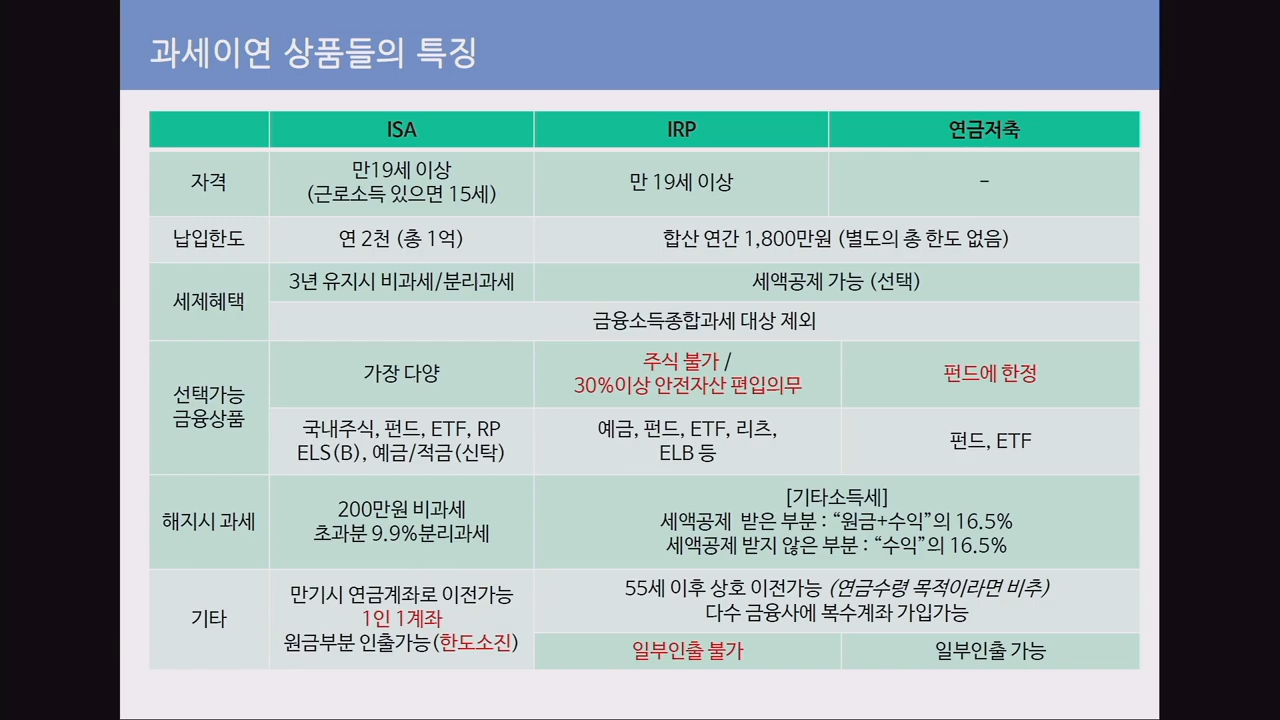 과세이연 상품들의 특징
ISA
IRP
연금저축
자격
만19세 이상
(근로소득 있으면 15세)
만 19세 이상
-
납입한도
연 2천 (총 1억)
합산 연간 1,800만원 (별도의 총 한도 없음)
세제혜택
3년 유지시 비과세/분리과세
세액공제 가능 (선택)
금융소득종합과세 대상 제외
선택가능
금융상품
가장 다양
주식 불가 /
30%이상 안전자산 편입의무
펀드에 한정
국내주식, 펀드, ETF, RP
ELS(B), 예금/적금(신탁)
예금, 펀드, ETF, 리츠,
ELB 등
펀드, ETF
해지시 과세
200만원 비과세
초과분 9.9%분리과세
[기타소득세]
세액공제 받은 부분 : “원금+수익”의 16.5%
세액공제 받지 않은 부분 : “수익”의 16.5%
기타
만기시 연금계좌로 이전가능
1인 1계좌
원금부분 인출가능(한도소진)
55세 이후 상호 이전가능 (연금수령 목적이라면 비추)
다수 금융사에 복수계좌 가입가능
일부인출 불가
일부인출 가능